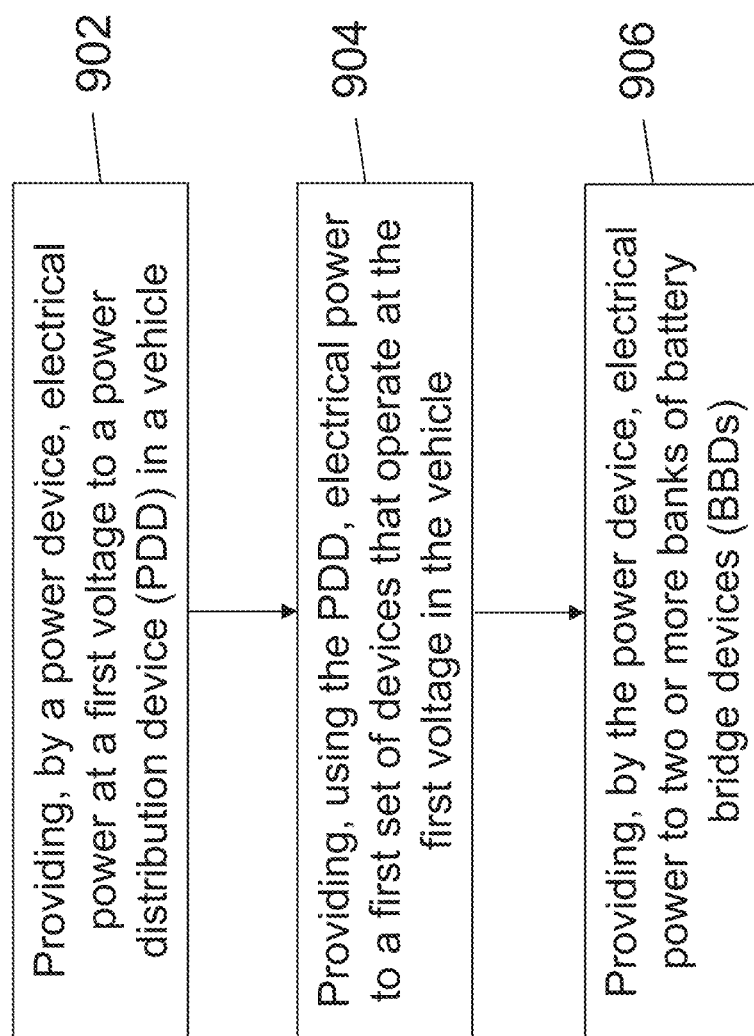 Providing, by a power device, electrical
power at a first voltage to a power
distribution device (PDD) in a vehicle
902
Providing, using the PDD, electrical power
to a first set of devices that operate at the
first voltage in the vehicle
904
Providing, by the power device, electrical
power to two or more banks of battery
bridge devices (BBDs)
906